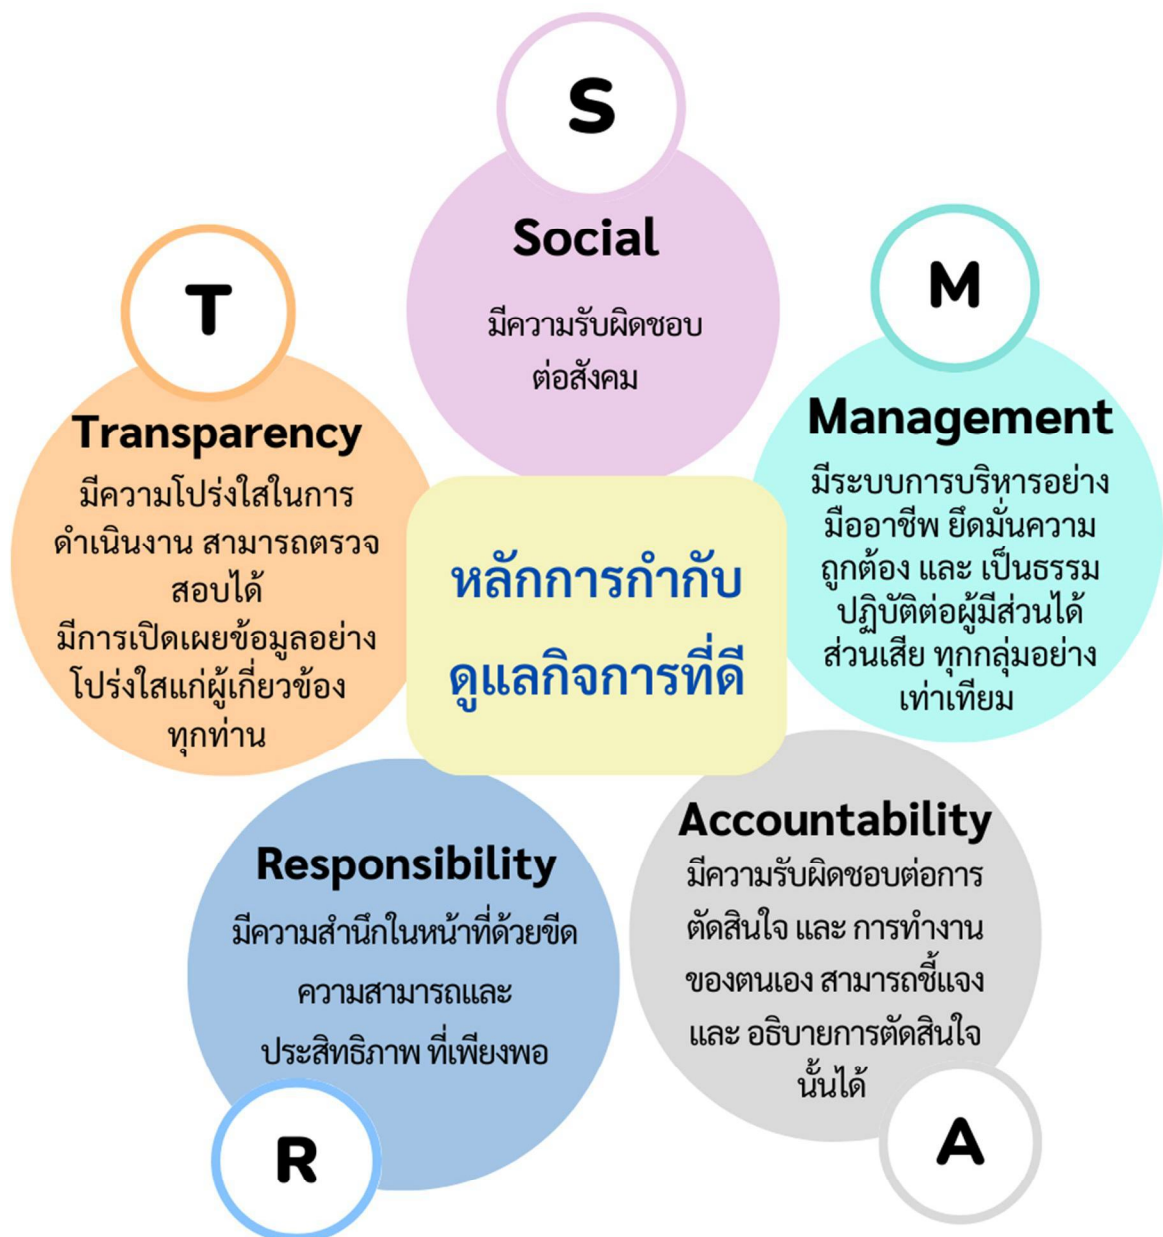 S
Social
มีความรับผิดชอบ
ต่อสังคม
M
Management
มีระบบการบริหารอย่าง
มืออาชีพ ยึดมั่นความ
ถูกต้อง และ เป็นธรรม
ปฏิบัติต่อผู้มีส่วนได้
ส่วนเสีย ทุกกลุ่มอย่าง
เท่าเทียม
A
Accountability
มีความรับผิดชอบต่อการ
ตัดสินใจ และ การทำงาน
ของตนเอง สามารถชี้แจง
และ อธิบายการตัดสินใจ
นั้นได้
R
Responsibility
มีความสำนึกในหน้าที่ด้วยขีด
ความสามารถและ
ประสิทธิภาพ ที่เพียงพอ
T
Transparency
มีความโปร่งใสในการ
ดำเนินงาน สามารถตรวจ
สอบได้
มีการเปิดเผยข้อมูลอย่าง
โปร่งใสแก่ผู้เกี่ยวข้อง
ทุกท่าน
หลักการกำกับ
ดูแลกิจการที่ดี